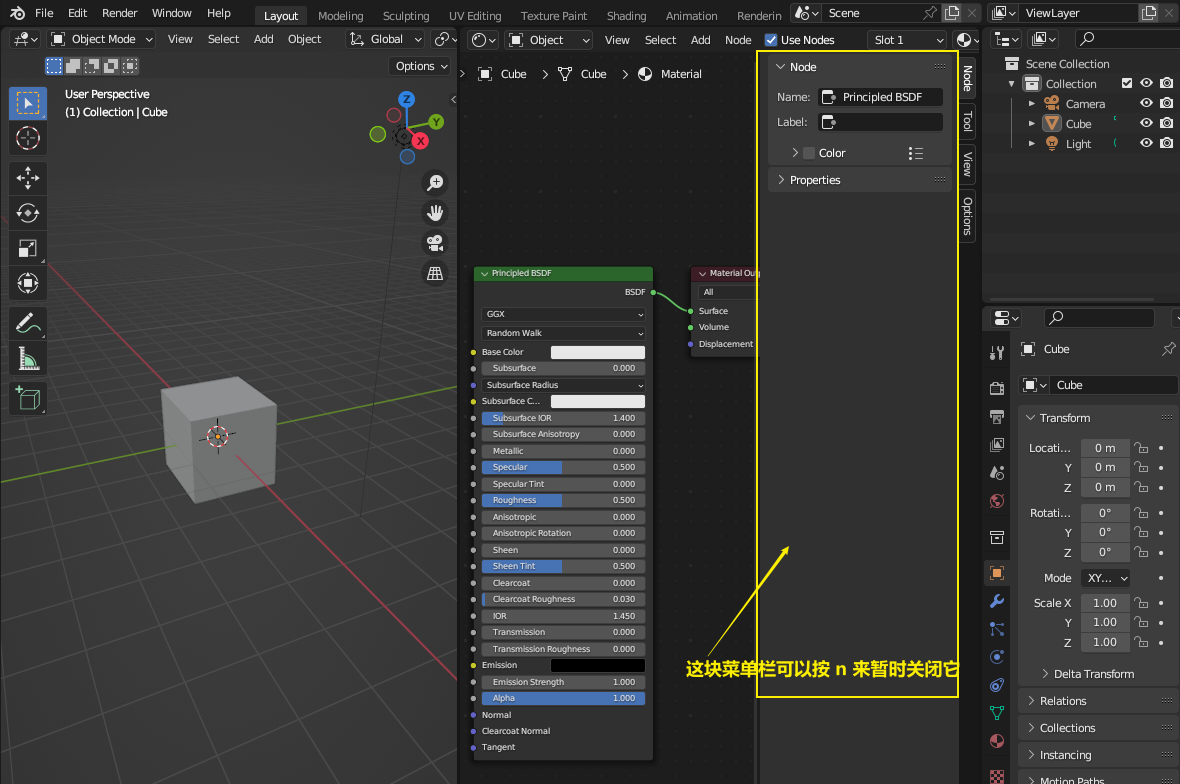 File Edit Render Window Help Layout Modeling Sculpting UV Editing Texture Paint Shading Animation Renderin Scene ViewLayer
Object Mode View Select Add Object Global Object View Select Add Node Use Nodes Slot 1
Options
User Perspective
(1) Collection | Cube
Z
Y
X
Cube Cube Material
Principled BSDF
BSDF
GGX
Random Walk
Base Color
Subsurface 0.000
Subsurface Radius
Subsurface C...
Subsurface IOR 1.400
Subsurface Anisotropy 0.000
Metallic 0.000
Specular 0.500
Specular Tint 0.000
Roughness 0.500
Anisotropic 0.000
Anisotropic Rotation 0.000
Sheen 0.000
Sheen Tint 0.500
Clearcoat 0.000
Clearcoat Roughness 0.030
IOR 1.450
Transmission 0.000
Transmission Roughness 0.000
Emission
Emission Strength 1.000
Alpha 1.000
Normal
Clearcoat Normal
Tangent
Material Out
All
Surface
Volume
Displacement
Node
Name: Principled BSDF
Label:
Color
Properties
Node
Tool
View
Options
这块菜单栏可以按 n 来暂时关闭它
Scene Collection
Collection
Camera
Cube
Light
Cube
Cube
Transform
Locati... 0 m
Y 0 m
Z 0 m
Rotati... 0°
Y 0°
Z 0°
Mode XY...
Scale X 1.00
Y 1.00
Z 1.00
Delta Transform
Relations
Collections
Instancing
Motion Paths